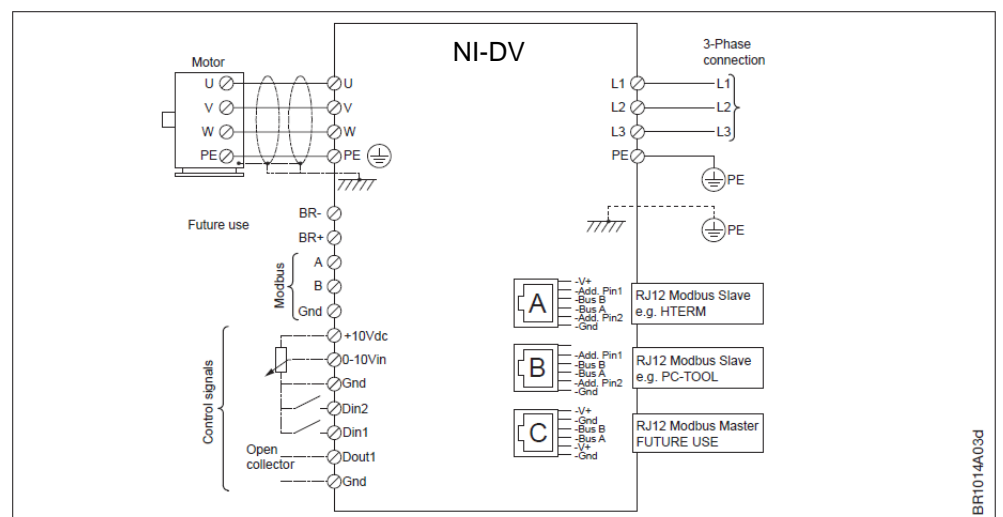 NI-DV
Motor
U
V
W
PE
U
V
W
PE
3-Phase
connection
L1
L2
L3
PE
L1
L2
L3
PE
PE
Future use
BR-
BR+
Modbus
A
B
Gnd
Control signals
+10Vdc
0-10Vin
Gnd
Din2
Din1
Open
collector
Dout1
Gnd
A
-V+
-Add. Pin1
-Bus B
-Bus A
-Add. Pin2
-Gnd
RJ12 Modbus Slave
e.g. HTERM
B
-Add. Pin1
-Bus B
-Bus A
-Add. Pin2
-Gnd
RJ12 Modbus Slave
e.g. PC-TOOL
C
-V+
-Gnd
-Bus B
-Bus A
-V+
-Gnd
RJ12 Modbus Master
FUTURE USE
BR1014A03d